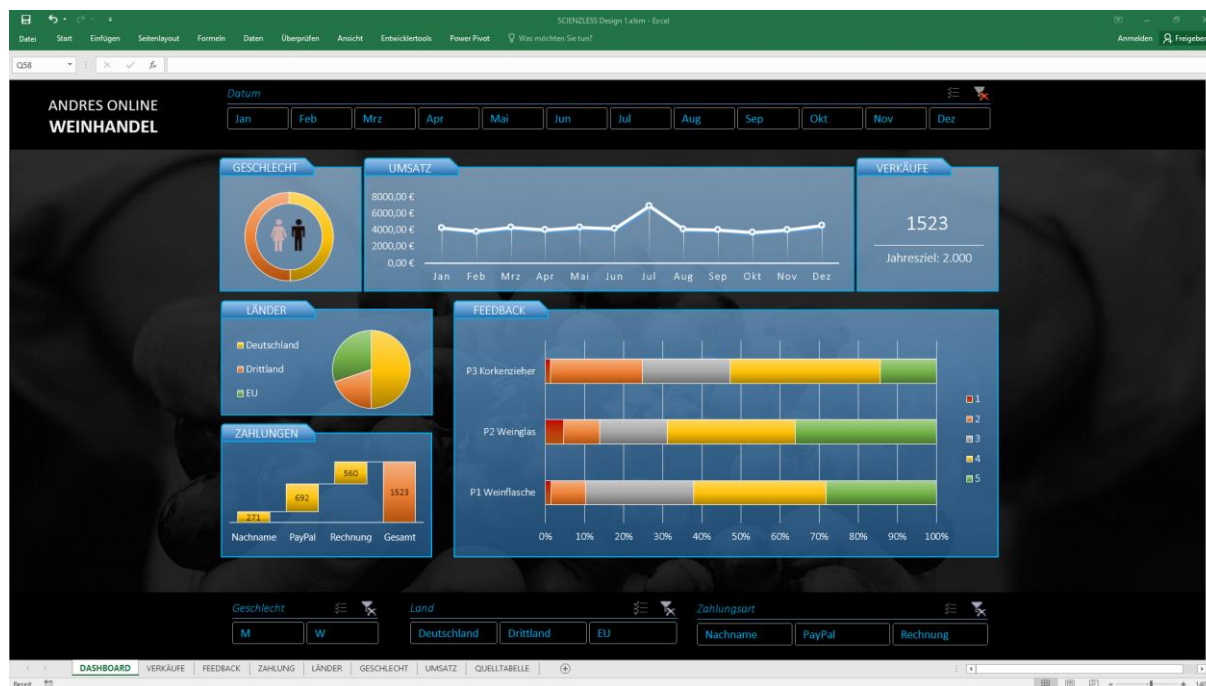 SCIENZLESS Design 1.xlsm - Excel
Datei Start Einfügen Seitenlayout Formeln Daten Überprüfen Ansicht Entwicklertools Power Pivot Was möchten Sie tun? Anmelden Freigeben
Q58 fx
ANDRES ONLINE
WEINHANDEL
Datum
Jan Feb Mrz Apr Mai Jun Jul Aug Sep Okt Nov Dez
GESCHLECHT
UMSATZ
8000,00 €
6000,00 €
4000,00 €
2000,00 €
0,00 €
Jan Feb Mrz Apr Mai Jun Jul Aug Sep Okt Nov Dez
VERKÄUFE
1523
Jahresziel: 2.000
LÄNDER
Deutschland
Drittland
EU
ZAHLUNGEN
271
692
560
1523
Nachname PayPal Rechnung Gesamt
FEEDBACK
P3 Korkenzieher
P2 Weinglas
P1 Weinflasche
0% 10% 20% 30% 40% 50% 60% 70% 80% 90% 100%
1
2
3
4
5
Geschlecht
M W
Land
Deutschland Drittland EU
Zahlungsart
Nachname PayPal Rechnung
DASHBOARD VERKÄUFE FEEDBACK ZAHLUNG LÄNDER GESCHLECHT UMSATZ QUELLTABELLE
Bereit